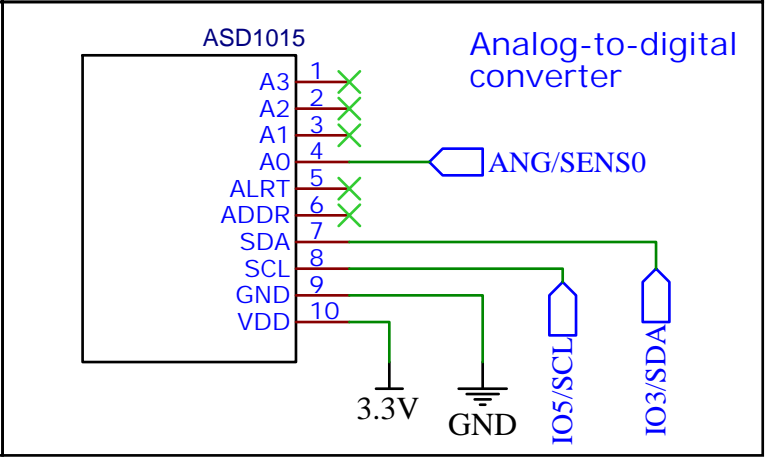 ASD1015
Analog-to-digital
converter
A3 1
A2 2
A1 3
A0 4
ANG/SENS0
ALRT 5
ADDR 6
SDA 7
SCL 8
GND 9
VDD 10
3.3V
GND
IO5/SCL
IO3/SDA